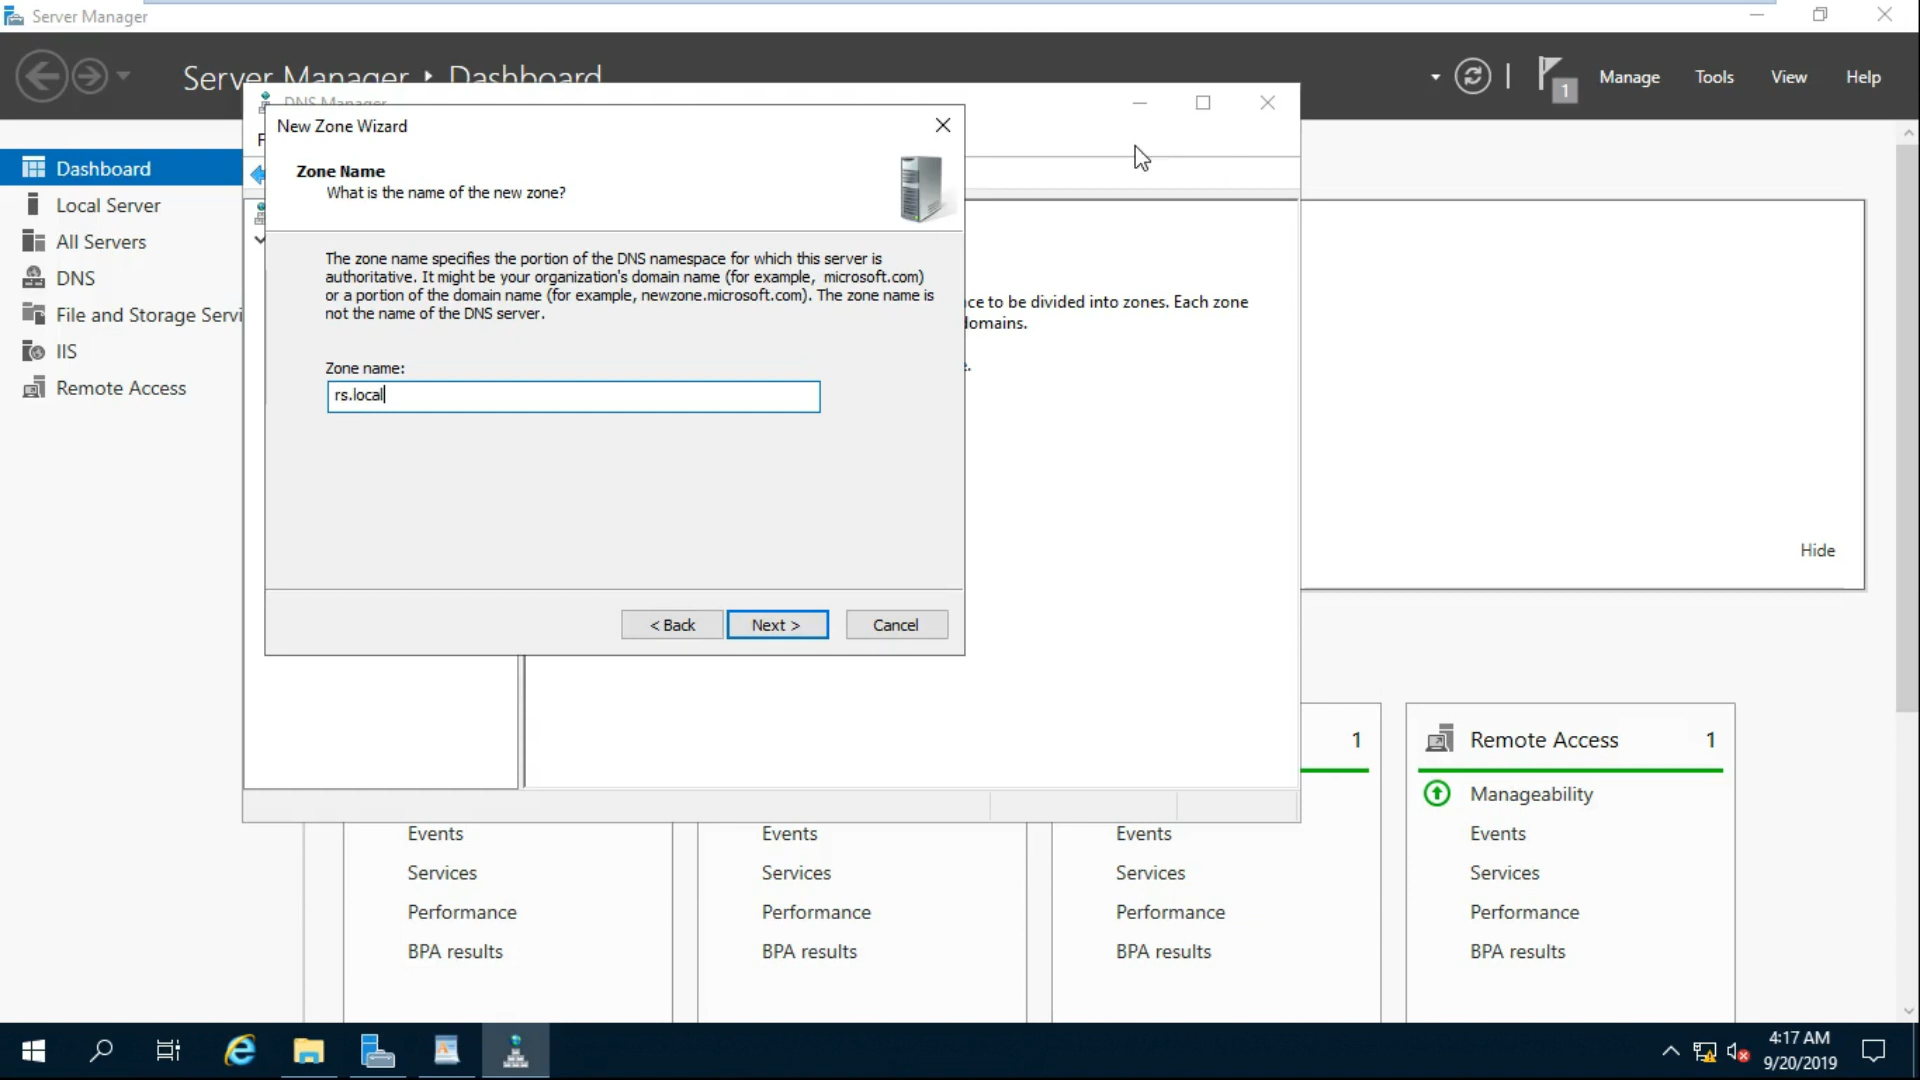 Server Manager
Server Manager ‣ Dashboard
1
Manage
Tools
View
Help
DNS Manager
New Zone Wizard
Zone Name
What is the name of the new zone?
Dashboard
Local Server
All Servers
DNS
File and Storage Servi
IIS
Remote Access
The zone name specifies the portion of the DNS namespace for which this server is
authoritative. It might be your organization's domain name (for example, microsoft.com)
or a portion of the domain name (for example, newzone.microsoft.com). The zone name is
not the name of the DNS server.
Zone name:
rs.local
to be divided into zones. Each zone
< Back
Next >
Cancel
Hide
1
Remote Access
1
Manageability
Events
Services
Performance
BPA results
Events
Services
Performance
BPA results
Events
Services
Performance
BPA results
Events
Services
Performance
BPA results
4:17 AM
9/20/2019